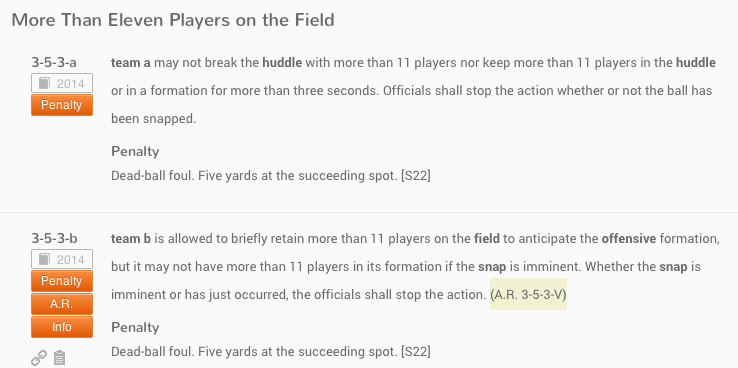 More Than Eleven Players on the Field
3-5-3-a
2014
Penalty
team a may not break the huddle with more than 11 players nor keep more than 11 players in the huddle
or in a formation for more than three seconds. Officials shall stop the action whether or not the ball has
been snapped.
Penalty
Dead-ball foul. Five yards at the succeeding spot. [S22]
3-5-3-b
2014
Penalty
A.R.
Info
team b is allowed to briefly retain more than 11 players on the field to anticipate the offensive formation,
but it may not have more than 11 players in its formation if the snap is imminent. Whether the snap is
imminent or has just occurred, the officials shall stop the action. (A.R. 3-5-3-V)
Penalty
Dead-ball foul. Five yards at the succeeding spot. [S22]